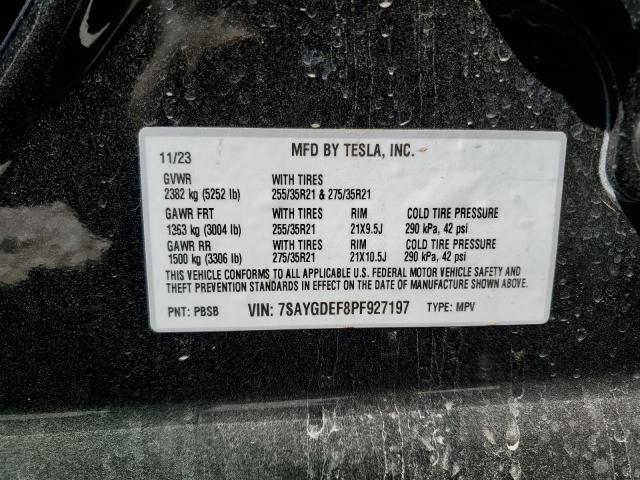 11/23 MFD BY TESLA, INC.
GVWR WITH TIRES
2382 kg (5252 lb) 255/35R21 & 275/35R21
GAWR FRT WITH TIRES RIM COLD TIRE PRESSURE
1363 kg (3004 lb) 255/35R21 21X9.5J 290 kPa, 42 psi
GAWR RR WITH TIRES RIM COLD TIRE PRESSURE
1500 kg (3306 lb) 275/35R21 21X10.5J 290 kPa, 42 psi
THIS VEHICLE CONFORMS TO ALL APPLICABLE U.S. FEDERAL MOTOR VEHICLE SAFETY AND
THEFT PREVENTION STANDARDS IN EFFECT ON THE DATE OF MANUFACTURE SHOWN ABOVE.
PNT: PBSB VIN: 7SAYGDEF8PF927197 TYPE: MPV